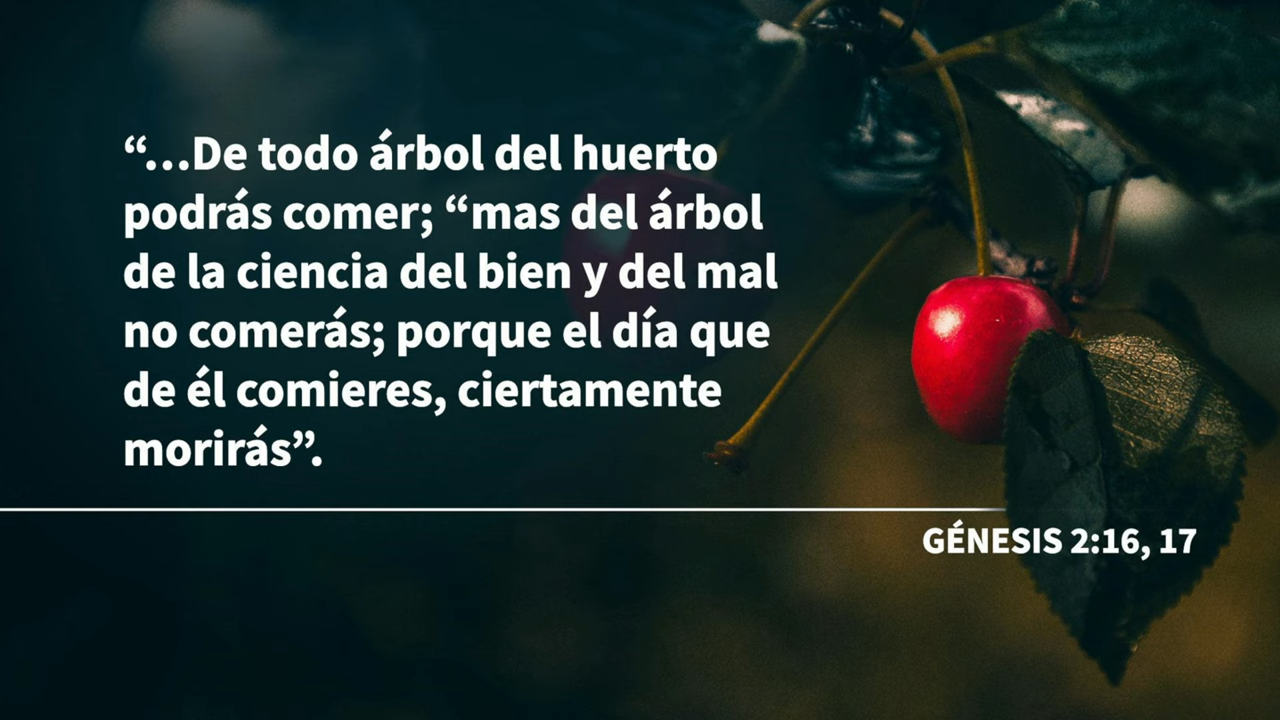 “...De todo árbol del huerto
podrás comer; “mas del árbol
de la ciencia del bien y del mal
no comerás; porque el día que
de él comieres, ciertamente
morirás”.
GÉNESIS 2:16, 17